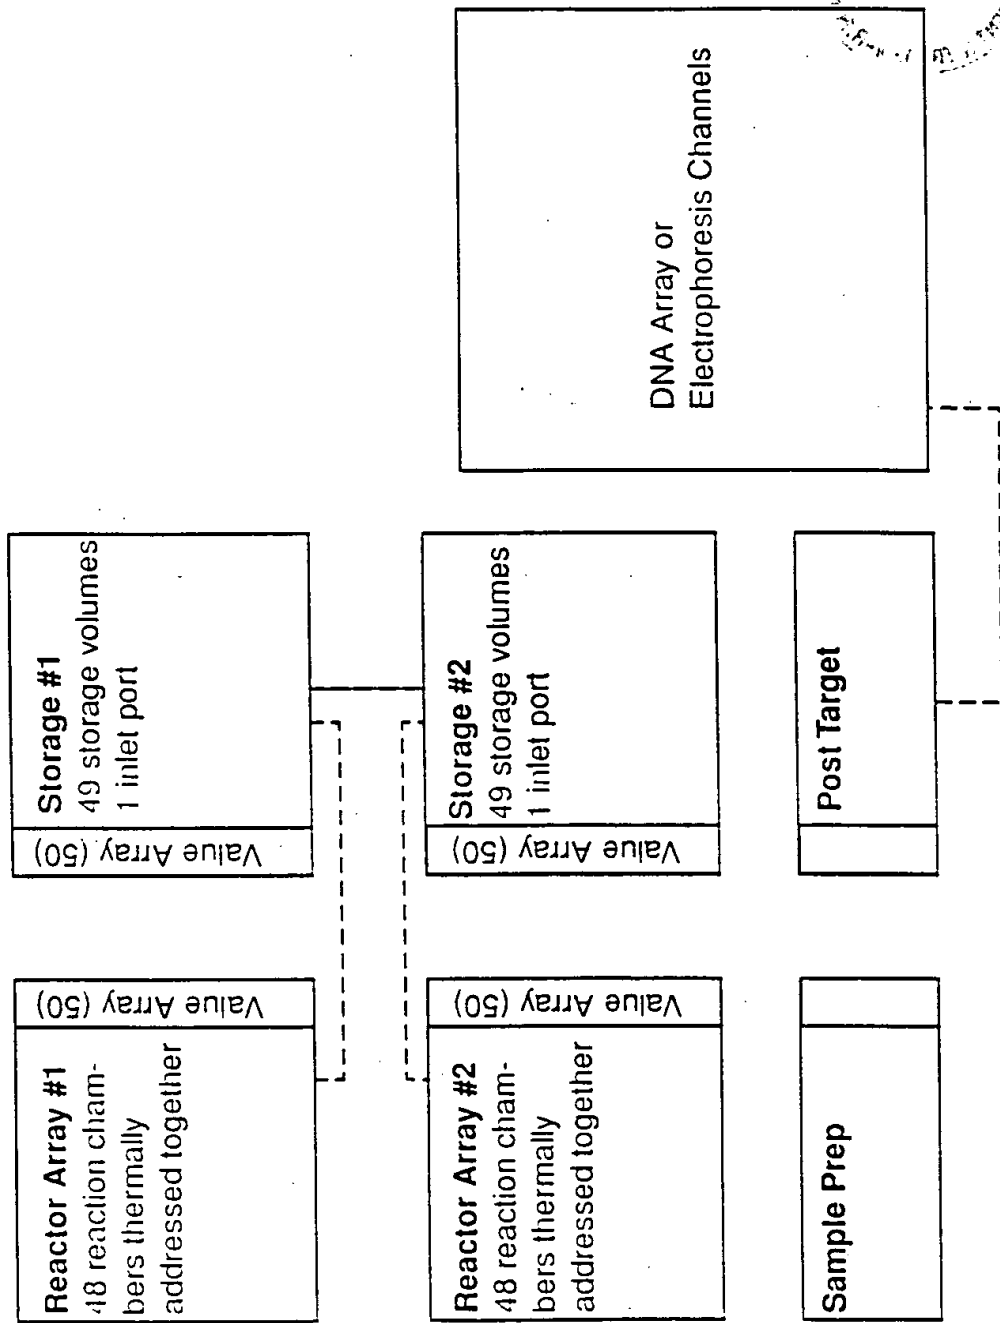 Reactor Array #1
48 reaction cham-
bers thermally
addressed together
Value Array (50)
Value Array (50)
Storage #1
49 storage volumes
1 inlet port
Reactor Array #2
48 reaction cham-
bers thermally
addressed together
Value Array (50)
Value Array (50)
Storage #2
49 storage volumes
1 inlet port
Sample Prep
Post Target
DNA Array or
Electrophoresis Channels